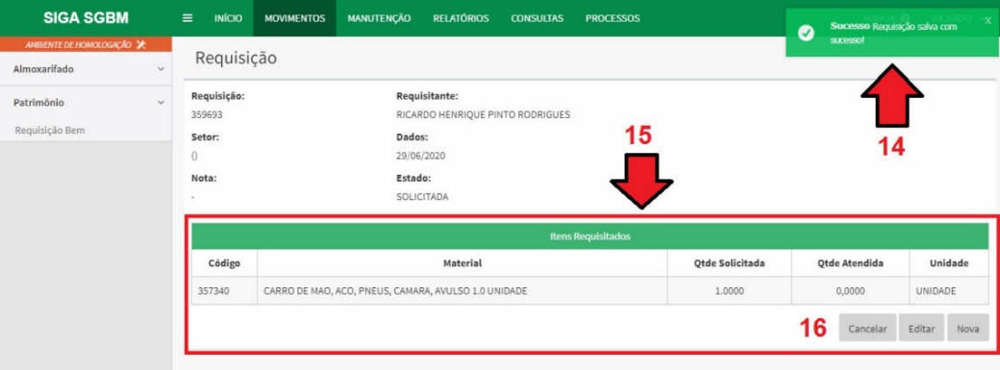 SIGA SGBM
INÍCIO MOVIMENTOS MANUTENÇÃO RELATÓRIOS CONSULTAS PROCESSOS
Sucesso Requisição salva com
sucesso!
x
AMBIENTE DE HOMOLOGAÇÃO
Almoxarifado
Patrimônio
Requisição Bem
Requisição
Requisição: Requisitante:
359693 RICARDO HENRIQUE PINTO RODRIGUES
Setor: Dados:
() 29/06/2020
Nota: Estado:
- SOLICITADA
14
15
Itens Requisitados
Código Material Qtde Solicitada Qtde Atendida Unidade
357340 CARRO DE MAO, ACO, PNEUS, CAMARA, AVULSO 1.0 UNIDADE 1.0000 0,0000 UNIDADE
16 Cancelar Editar Nova